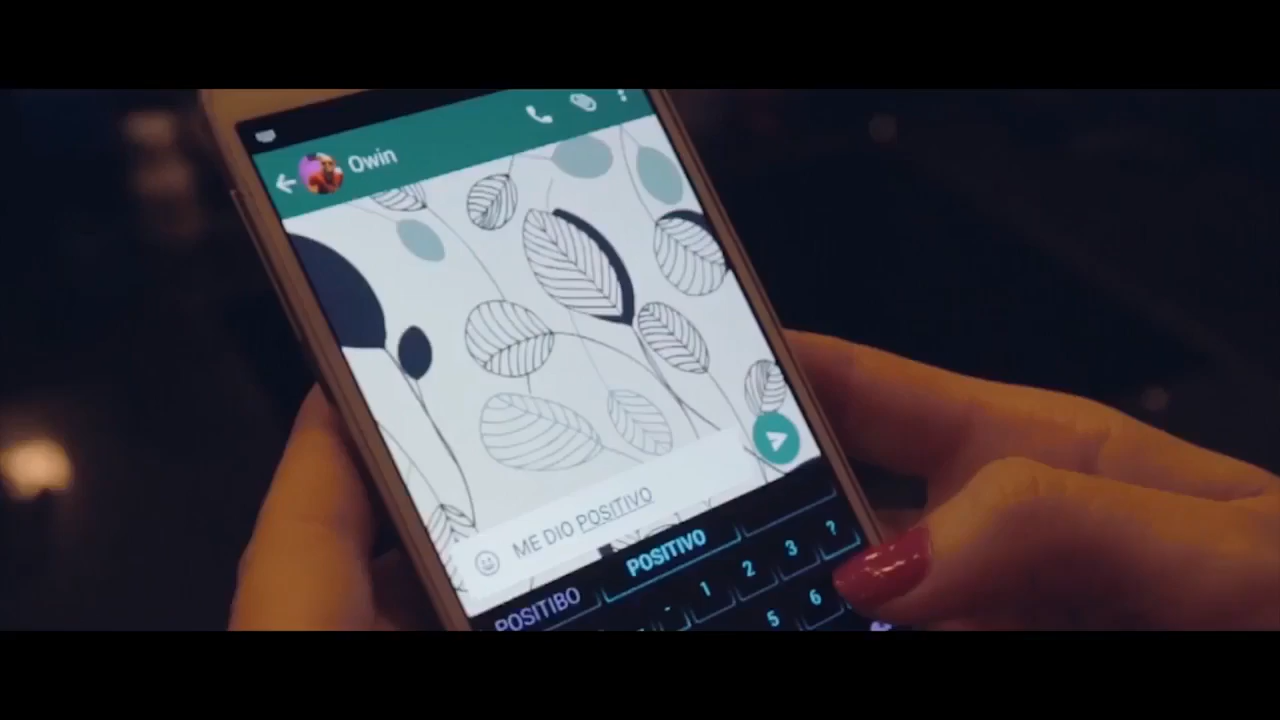 Owin
ME DIO POSITIVO
POSITIBO POSITIVO
- 1 2 3 ?
5 6